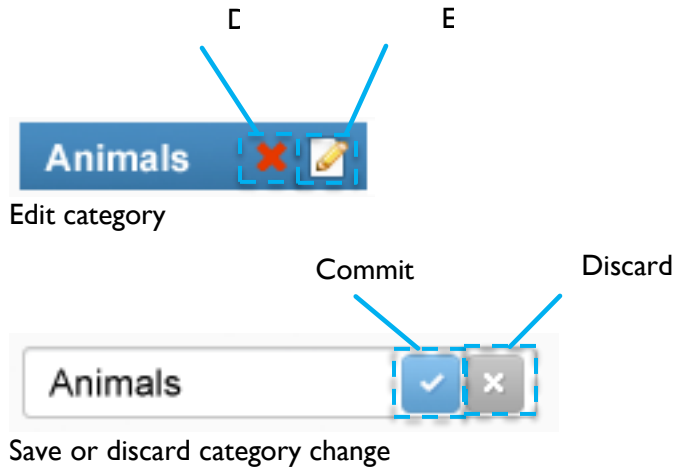 D E
Animals
Edit category
Commit Discard
Animals
Save or discard category change